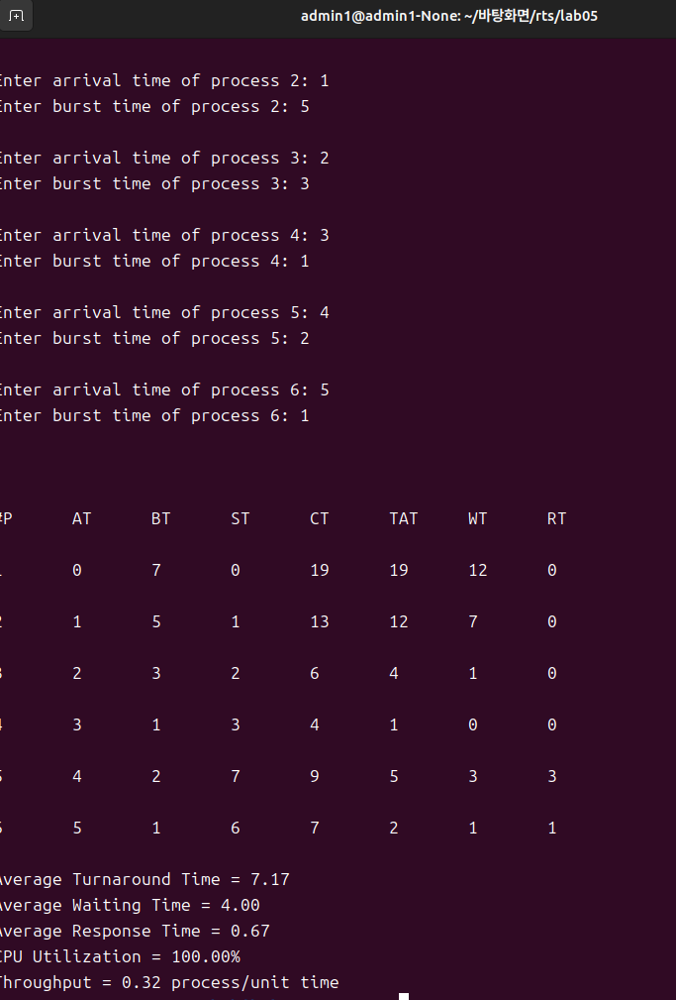 admin1@admin1-None: ~/바탕화면/rts/lab05
Enter arrival time of process 2: 1
Enter burst time of process 2: 5
Enter arrival time of process 3: 2
Enter burst time of process 3: 3
Enter arrival time of process 4: 3
Enter burst time of process 4: 1
Enter arrival time of process 5: 4
Enter burst time of process 5: 2
Enter arrival time of process 6: 5
Enter burst time of process 6: 1
#P AT BT ST CT TAT WT RT
1 0 7 0 19 19 12 0
2 1 5 1 13 12 7 0
3 2 3 2 6 4 1 0
4 3 1 3 4 1 0 0
5 4 2 7 9 5 3 3
6 5 1 6 7 2 1 1
Average Turnaround Time = 7.17
Average Waiting Time = 4.00
Average Response Time = 0.67
CPU Utilization = 100.00%
Throughput = 0.32 process/unit time